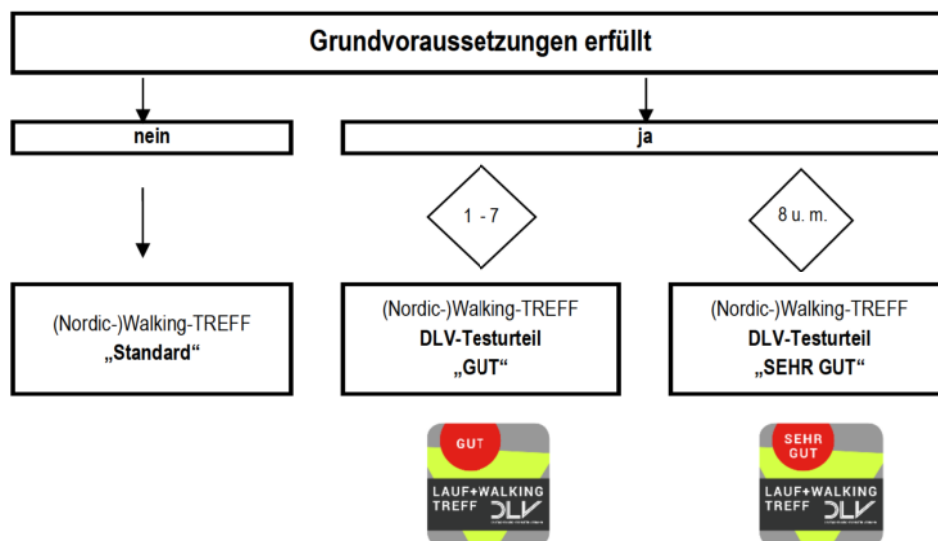 Grundvoraussetzungen erfüllt
nein
ja
1 - 7
8 u. m.
(Nordic-)Walking-TREFF
„Standard“
(Nordic-)Walking-TREFF
DLV-Testurteil
„GUT“
(Nordic-)Walking-TREFF
DLV-Testurteil
„SEHR GUT“
GUT
LAUF+WALKING
TREFF DLV
SEHR
GUT
LAUF+WALKING
TREFF DLV